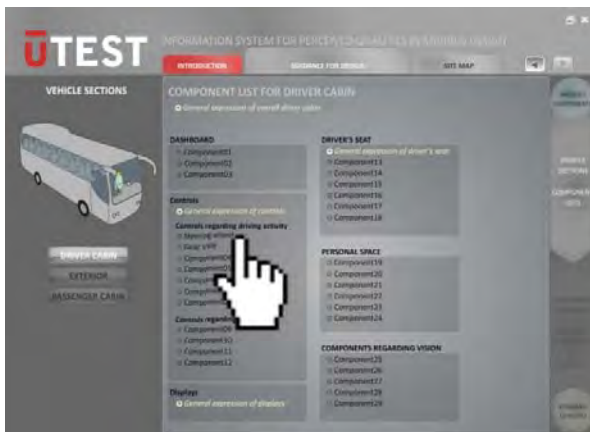 ŪTEST
INFORMATION SYSTEM FOR PERCEIVED QUALITIES IN MINIBUS DESIGN
INTRODUCTION
GUIDANCE FOR DESIGN
SITE MAP
VEHICLE SECTIONS
DRIVER CABIN
EXTERIOR
PASSENGER CABIN
COMPONENT LIST FOR DRIVER CABIN
General expression of overall driver cabin
DASHBOARD
Component01
Component02
Component03
Controls
General expression of controls
Controls regarding driving activity
Steering wheel
Gear shift
Controls regarding
Component09
Component10
Component11
Component12
Displays
General expression of displays
DRIVER'S SEAT
General expression of driver's seat
Component13
Component14
Component15
Component16
Component17
Component18
PERSONAL SPACE
Component19
Component20
Component21
Component22
Component23
Component24
COMPONENTS REGARDING VISION
Component25
Component26
Component27
Component28
Component29
VEHICLE
SECTIONS